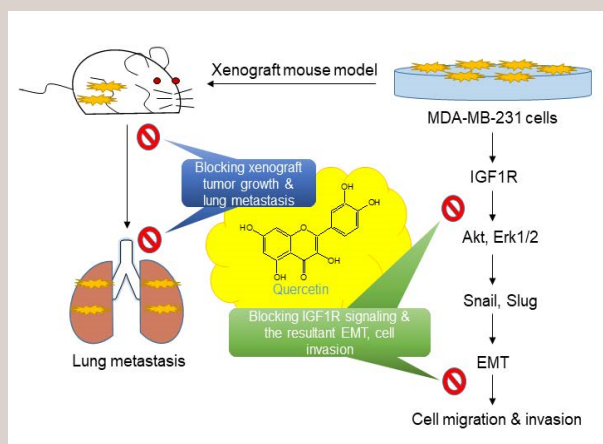 Xenograft mouse model
MDA-MB-231 cells
Blocking xenograft
tumor growth &
lung metastasis
IGF1R
OH
OH
HO
O
OH
OH
O
Quercetin
Akt, Erk1/2
Snail, Slug
Blocking IGF1R signaling &
the resultant EMT, cell
invasion
Lung metastasis
EMT
Cell migration & invasion